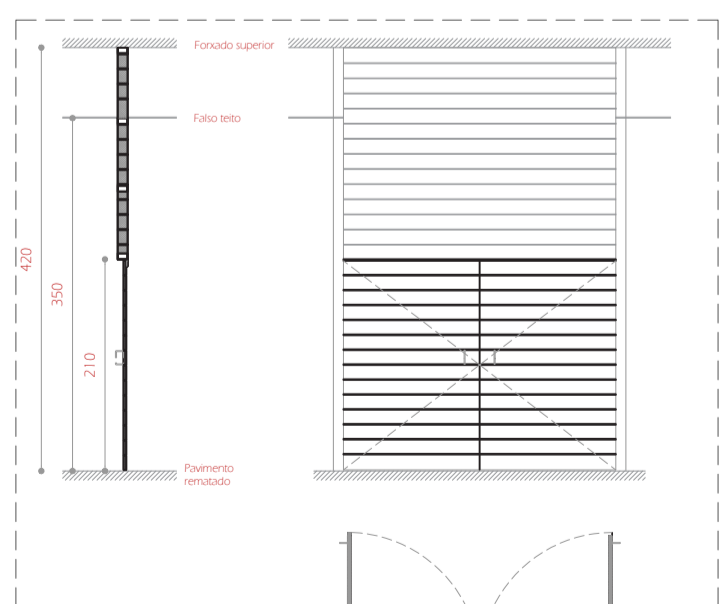 Forxado superior
Falso teito
420
350
210
Pavimento
rematado